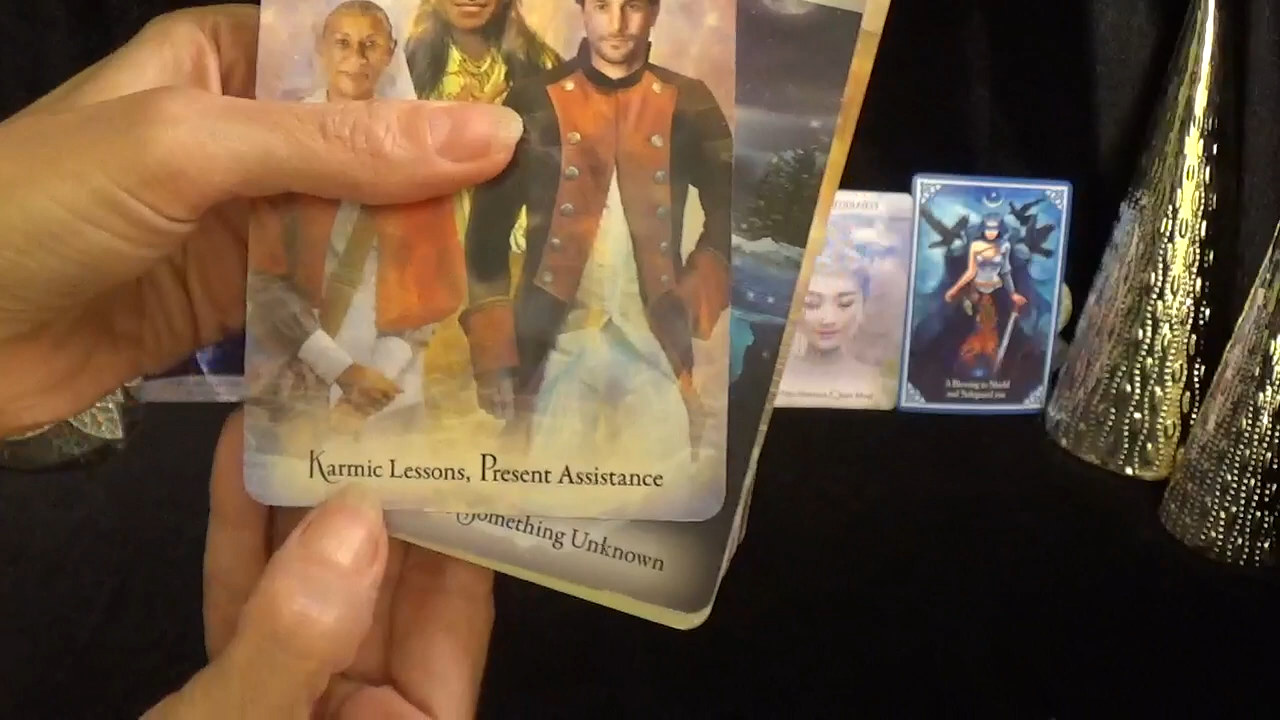 Karmic Lessons, Present Assistance
Something Unknown
A Blessing to Shield
and Safeguard you